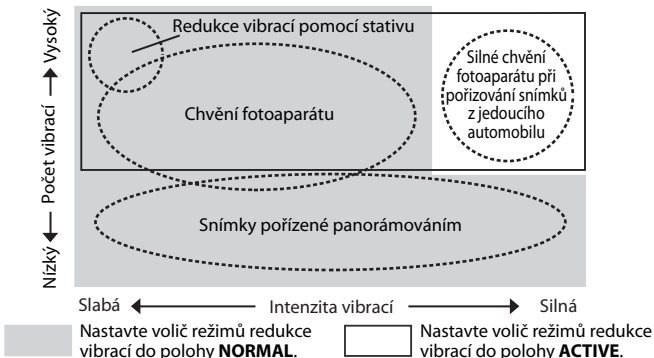 Vysoký
Počet vibrací
Nízký
Redukce vibrací pomocí stativu
Chvění fotoaparátu
Silné chvění
fotoaparátu při
pořizování snímků
z jedoucího
automobilu
Snímky pořízené panorámováním
Slabá
Intenzita vibrací
Silná
Nastavte volič režimů redukce
vibrací do polohy NORMAL.
Nastavte volič režimů redukce
vibrací do polohy ACTIVE.